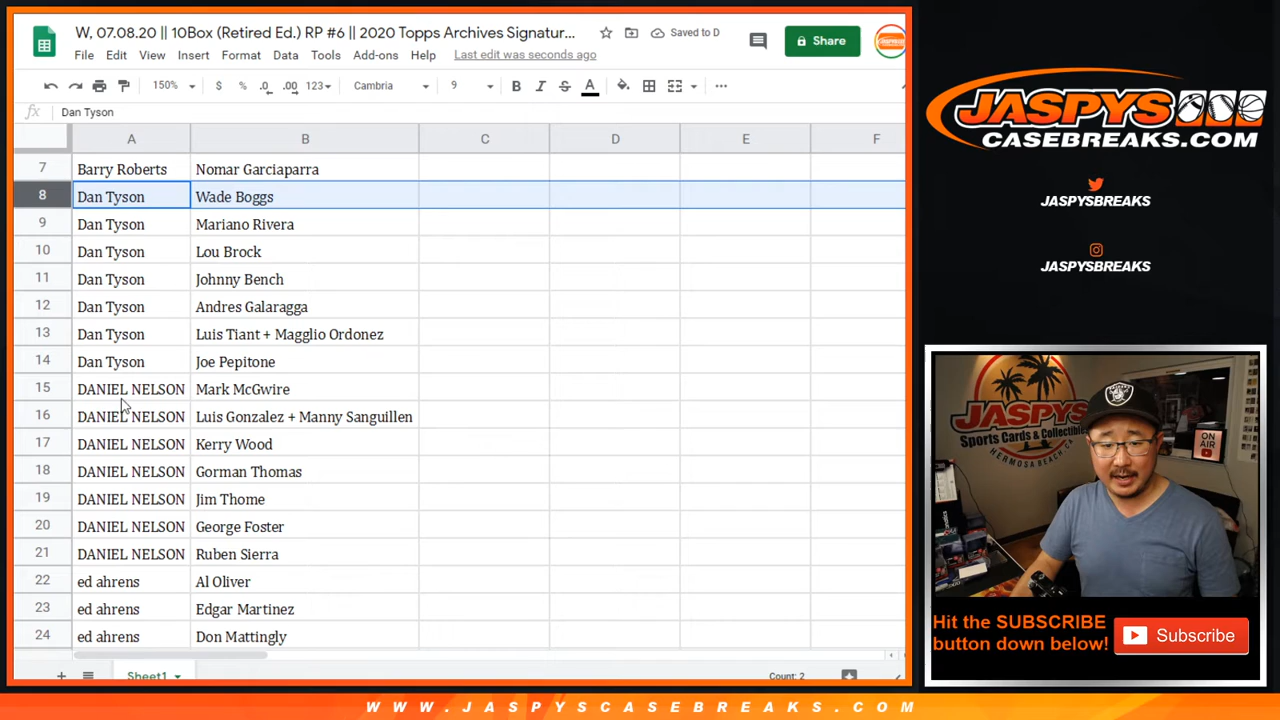 W, 07.08.20 || 10Box (Retired Ed.) RP #6 || 2020 Topps Archives Signatur...
Saved to D
Share
File Edit View Insert Format Data Tools Add-ons Help Last edit was seconds ago
150% $ % .0 .00 123 Cambria 9 B I S A
fx Dan Tyson
A B C D E F
7 Barry Roberts Nomar Garciaparra
8 Dan Tyson Wade Boggs
9 Dan Tyson Mariano Rivera
10 Dan Tyson Lou Brock
11 Dan Tyson Johnny Bench
12 Dan Tyson Andres Galaragga
13 Dan Tyson Luis Tiant + Magglio Ordonez
14 Dan Tyson Joe Pepitone
15 DANIEL NELSON Mark McGwire
16 DANIEL NELSON Luis Gonzalez + Manny Sanguillen
17 DANIEL NELSON Kerry Wood
18 DANIEL NELSON Gorman Thomas
19 DANIEL NELSON Jim Thome
20 DANIEL NELSON George Foster
21 DANIEL NELSON Ruben Sierra
22 ed ahrens Al Oliver
23 ed ahrens Edgar Martinez
24 ed ahrens Don Mattingly
Sheet1
Count: 2
JASPYS
CASEBREAKS.COM
JASPYSBREAKS
JASPYSBREAKS
JASPYS
Sports Cards & Collectibles
HERMOSA BEACH, CA
ON AIR
Hit the SUBSCRIBE
button down below!
Subscribe
WWW.JASPYSCASEBREAKS.COM